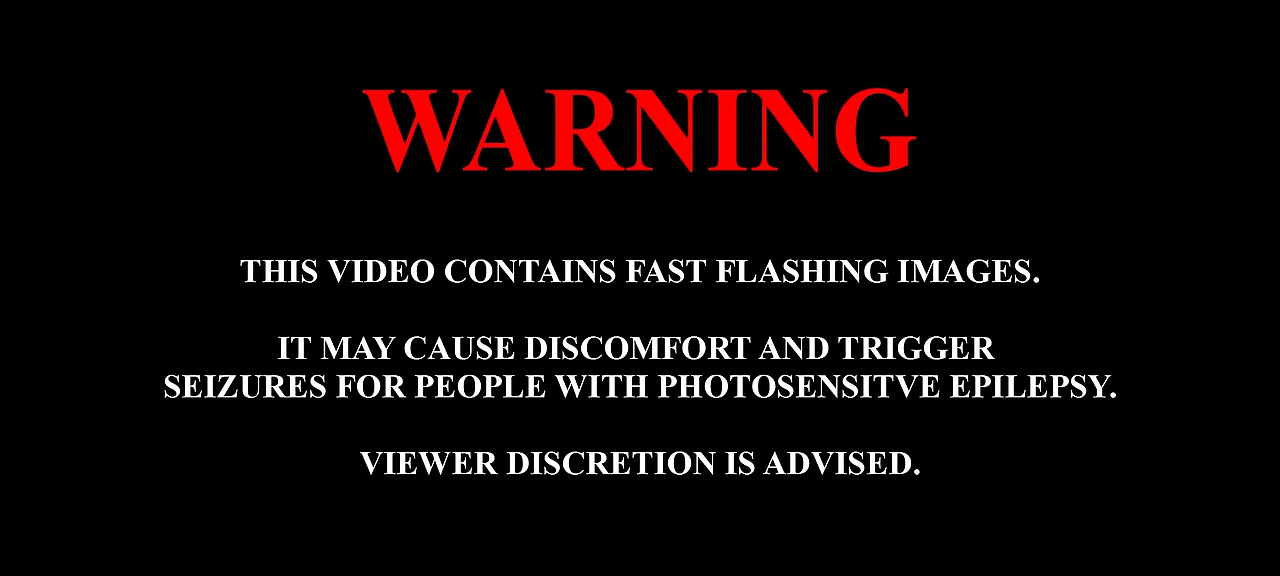 WARNING
THIS VIDEO CONTAINS FAST FLASHING IMAGES.
IT MAY CAUSE DISCOMFORT AND TRIGGER
SEIZURES FOR PEOPLE WITH PHOTOSENSITVE EPILEPSY.
VIEWER DISCRETION IS ADVISED.